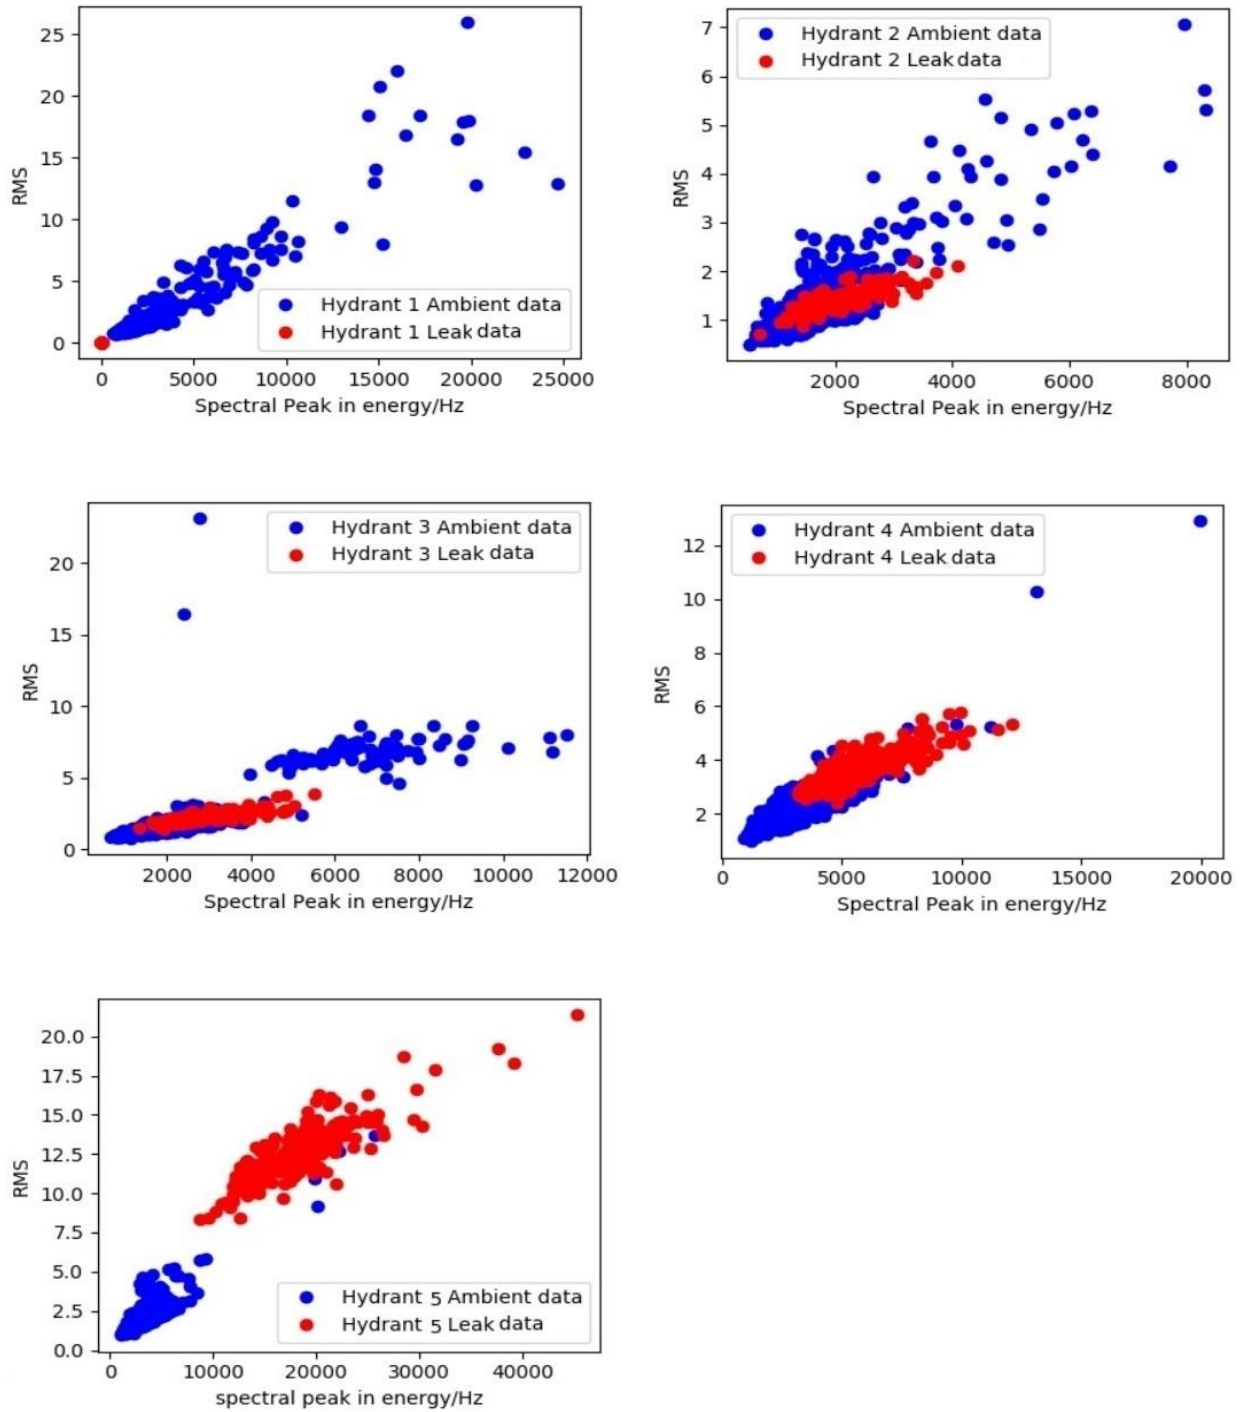 25
20
15
10
5
0
RMS
Hydrant 1 Ambient data
Hydrant 1 Leak data
0 5000 10000 15000 20000 25000
Spectral Peak in energy/Hz
7
6
5
4
3
2
1
RMS
Hydrant 2 Ambient data
Hydrant 2 Leak data
2000 4000 6000 8000
Spectral Peak in energy/Hz
20
15
10
5
0
RMS
Hydrant 3 Ambient data
Hydrant 3 Leak data
2000 4000 6000 8000 10000 12000
Spectral Peak in energy/Hz
12
10
8
6
4
2
RMS
Hydrant 4 Ambient data
Hydrant 4 Leak data
0 5000 10000 15000 20000
Spectral Peak in energy/Hz
20.0
17.5
15.0
12.5
10.0
7.5
5.0
2.5
0.0
RMS
Hydrant 5 Ambient data
Hydrant 5 Leak data
0 10000 20000 30000 40000
spectral peak in energy/Hz